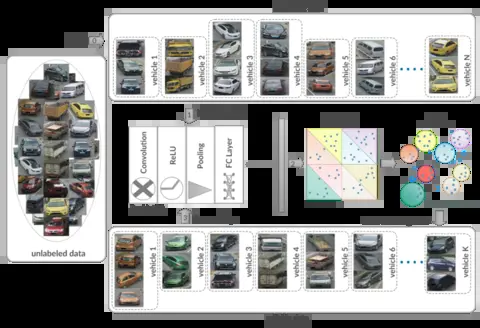 vehicle 1
vehicle 2
vehicle 3
vehicle 4
vehicle 5
vehicle 6
vehicle N
1
Convolution
ReLU
Pooling
FC Layer
unlabeled data
vehicle 1
vehicle 2
vehicle 3
vehicle 4
vehicle 5
vehicle 6
vehicle K